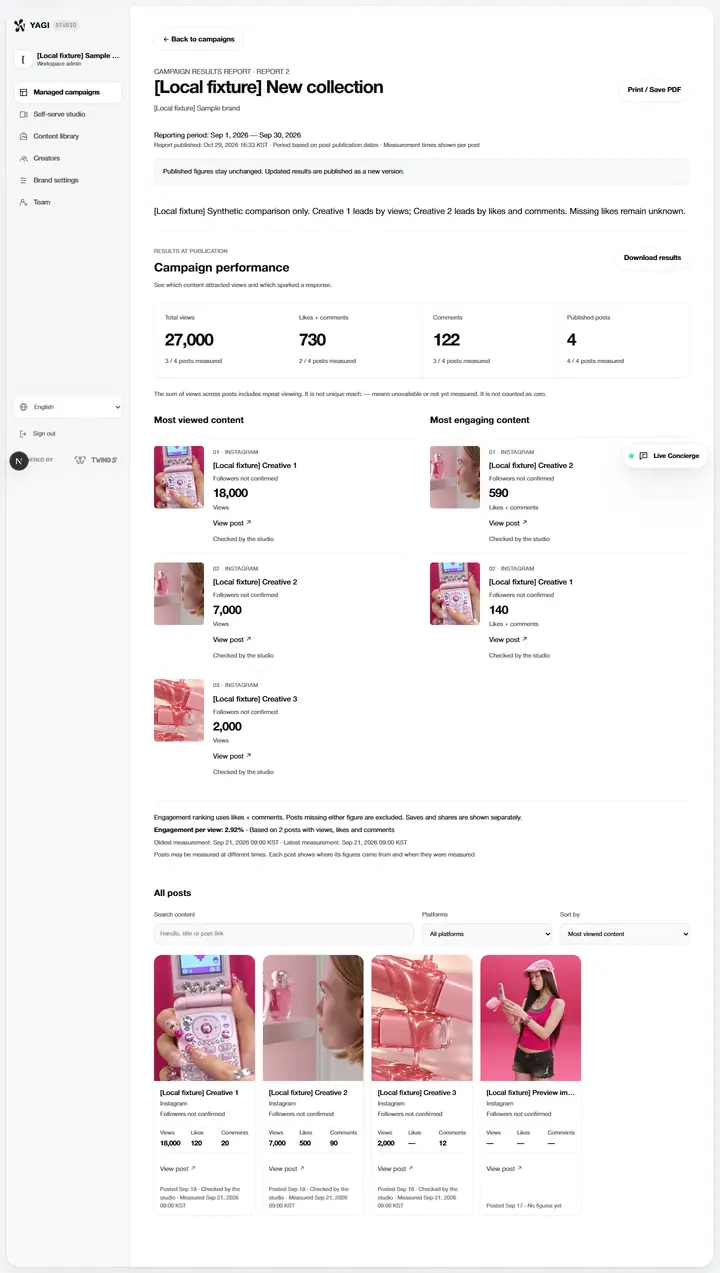 YAGI STUDIO
[ [Local fixture] Sample ...
Workspace admin
Managed campaigns
Self-serve studio
Content library
Creators
Brand settings
Team
English
Sign out
N ERED BY TWINGS
← Back to campaigns
CAMPAIGN RESULTS REPORT · REPORT 2
[Local fixture] New collection
Print / Save PDF
[Local fixture] Sample brand
Reporting period: Sep 1, 2026 — Sep 30, 2026
Report published: Oct 29, 2026 16:33 KST · Period based on post publication dates · Measurement times shown per post
Published figures stay unchanged. Updated results are published as a new version.
[Local fixture] Synthetic comparison only. Creative 1 leads by views; Creative 2 leads by likes and comments. Missing likes remain unknown.
RESULTS AT PUBLICATION
Campaign performance
Download results
See which content attracted views and which sparked a response.
Total views
27,000
3 / 4 posts measured
Likes + comments
730
2 / 4 posts measured
Comments
122
3 / 4 posts measured
Published posts
4
4 / 4 posts measured
The sum of views across posts includes repeat viewing. It is not unique reach. — means unavailable or not yet measured. It is not counted as zero.
Most viewed content
01 · INSTAGRAM
[Local fixture] Creative 1
Followers not confirmed
18,000
Views
View post ↗
Checked by the studio
02 · INSTAGRAM
[Local fixture] Creative 2
Followers not confirmed
7,000
Views
View post ↗
Checked by the studio
03 · INSTAGRAM
[Local fixture] Creative 3
Followers not confirmed
2,000
Views
View post ↗
Checked by the studio
Most engaging content
01 · INSTAGRAM
[Local fixture] Creative 2
Followers not confirmed
590
Likes + comments
View post ↗
Checked by the studio
02 · INSTAGRAM
[Local fixture] Creative 1
Followers not confirmed
140
Likes + comments
View post ↗
Checked by the studio
Live Concierge
Engagement ranking uses likes + comments. Posts missing either figure are excluded. Saves and shares are shown separately.
Engagement per view: 2.92% · Based on 2 posts with views, likes and comments
Oldest measurement: Sep 21, 2026 09:00 KST · Latest measurement: Sep 21, 2026 09:00 KST
Posts may be measured at different times. Each post shows where its figures came from and when they were measured.
All posts
Search content
Handle, title or post link
Platforms
All platforms
Sort by
Most viewed content
[Local fixture] Creative 1
Instagram
Followers not confirmed
Views Likes Comments
18,000 120 20
View post ↗
Posted Sep 18 · Checked by the
studio · Measured Sep 21, 2026
09:00 KST
[Local fixture] Creative 2
Instagram
Followers not confirmed
Views Likes Comments
7,000 500 90
View post ↗
Posted Sep 18 · Checked by the
studio · Measured Sep 21, 2026
09:00 KST
[Local fixture] Creative 3
Instagram
Followers not confirmed
Views Likes Comments
2,000 — 12
View post ↗
Posted Sep 18 · Checked by the
studio · Measured Sep 21, 2026
09:00 KST
[Local fixture] Preview im...
Instagram
Followers not confirmed
Views Likes Comments
— — —
View post ↗
Posted Sep 17 · No figures yet